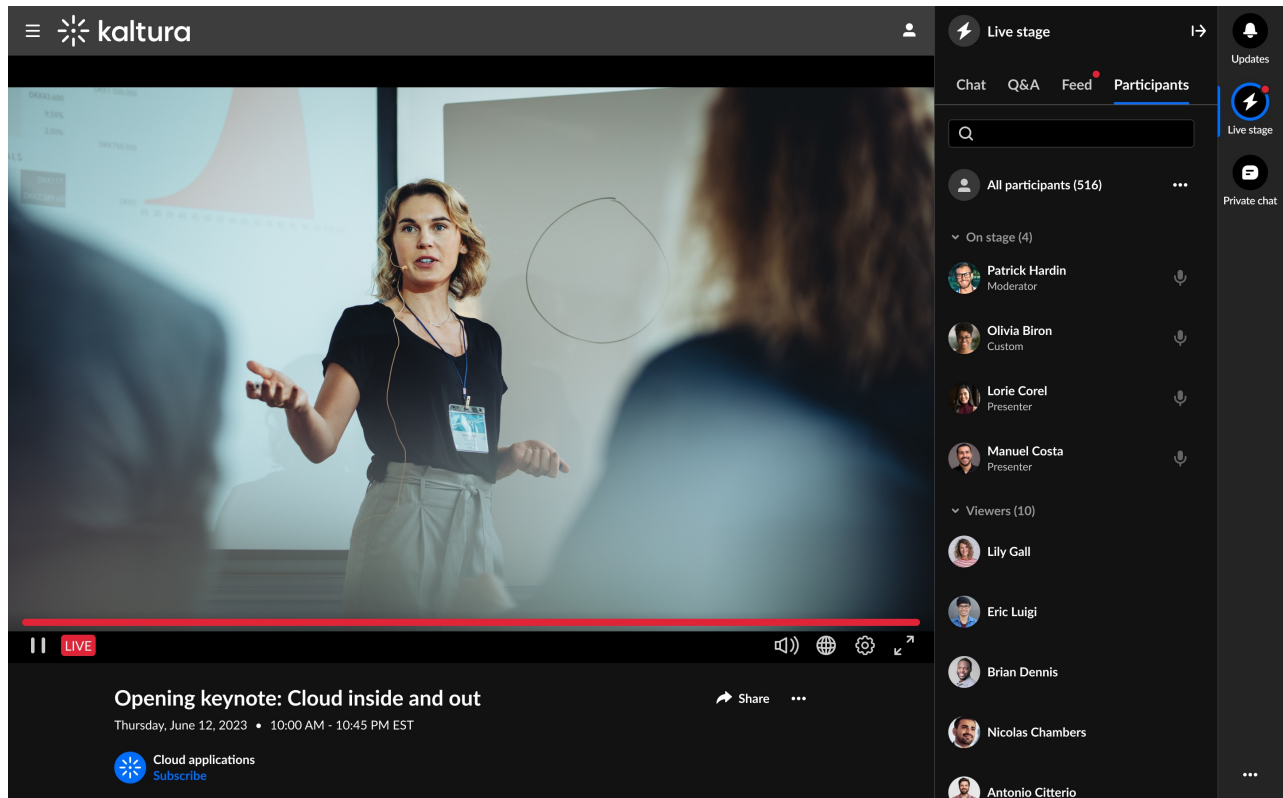 kaltura
LIVE
Opening keynote: Cloud inside and out
Share
Thursday, June 12, 2023 • 10:00 AM - 10:45 PM EST
Cloud applications
Subscribe
Live stage
Chat Q&A Feed Participants
All participants (516)
On stage (4)
Patrick Hardin
Moderator
Olivia Biron
Custom
Lorie Corel
Presenter
Manuel Costa
Presenter
Viewers (10)
Lily Gall
Eric Luigi
Brian Dennis
Nicolas Chambers
Antonio Citterio
Updates
Live stage
Private chat